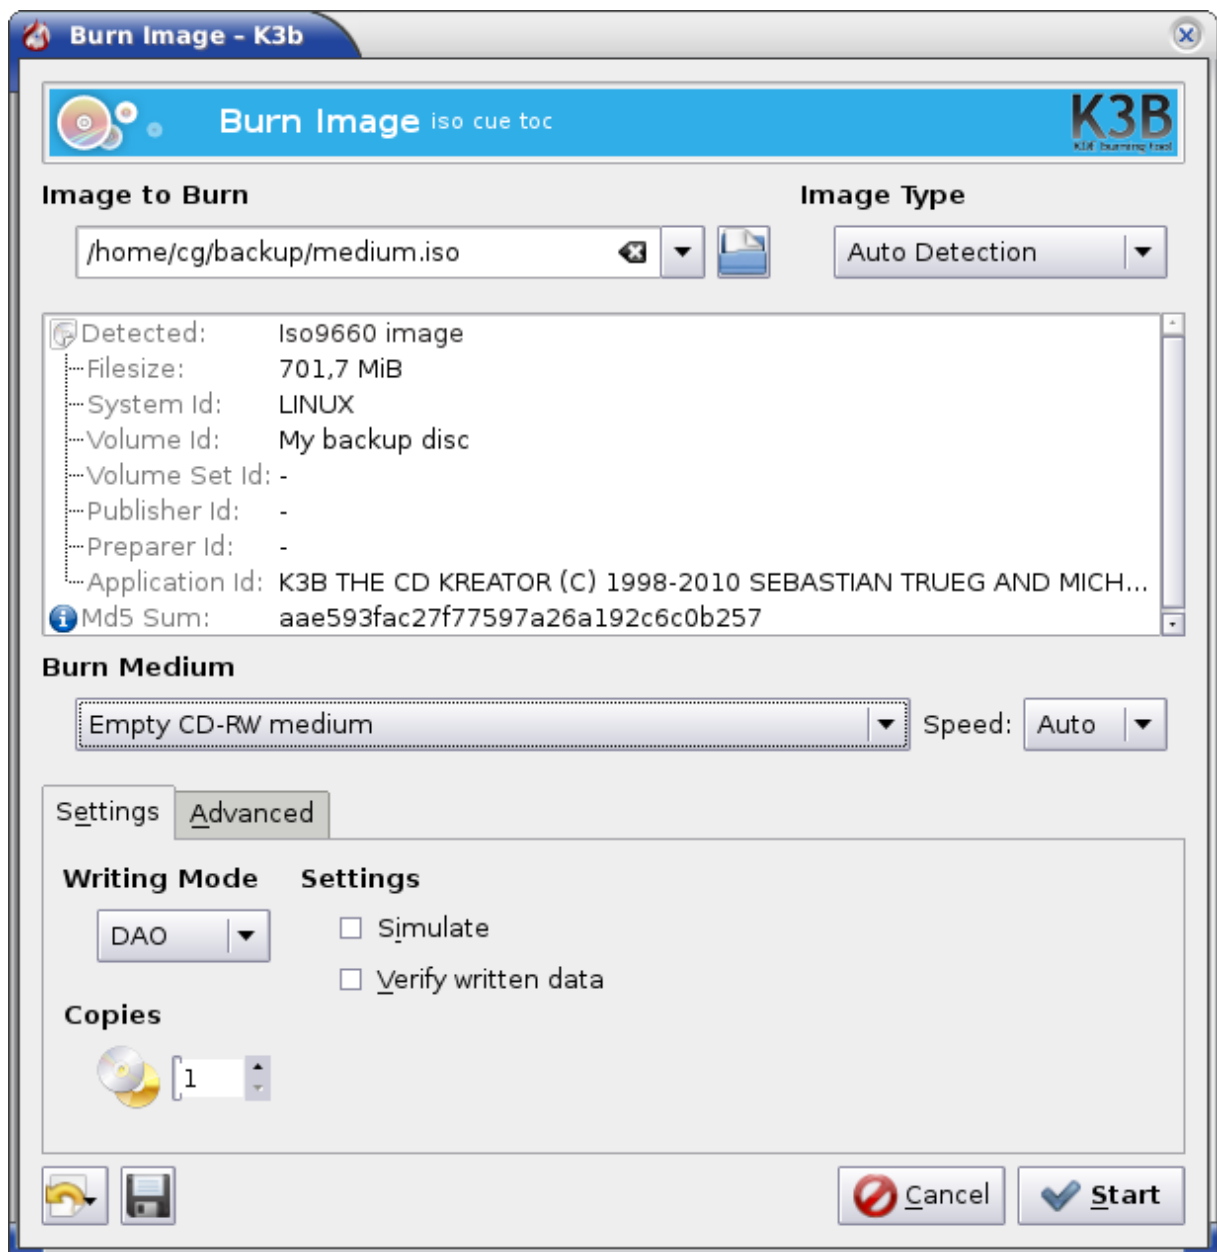 Burn Image – K3b
Burn Image iso cue toc
K3B
KDE burning tool
Image to Burn
Image Type
/home/cg/backup/medium.iso
Auto Detection
Detected: Iso9660 image
Filesize: 701,7 MiB
System Id: LINUX
Volume Id: My backup disc
Volume Set Id: -
Publisher Id: -
Preparer Id: -
Application Id: K3B THE CD KREATOR (C) 1998-2010 SEBASTIAN TRUEG AND MICH...
Md5 Sum: aae593fac27f77597a26a192c6c0b257
Burn Medium
Empty CD-RW medium
Speed: Auto
Settings Advanced
Writing Mode Settings
DAO
Simulate
Verify written data
Copies
1
Cancel Start